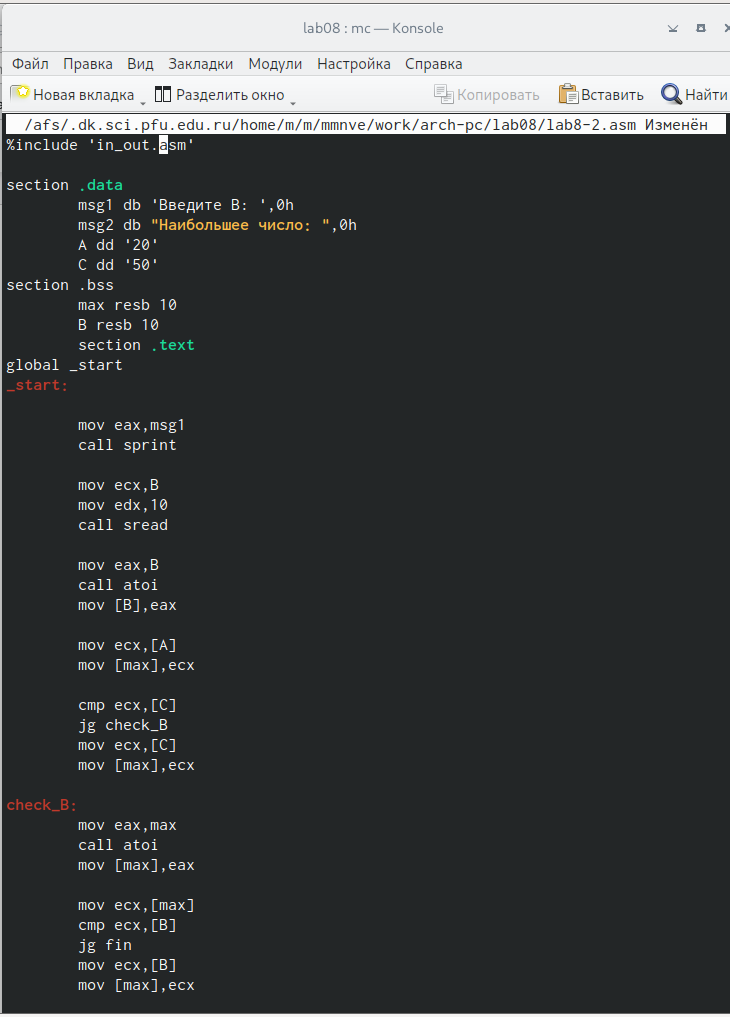 lab08 : mc — Konsole
Файл Правка Вид Закладки Модули Настройка Справка
Новая вкладка Разделить окно Копировать Вставить Найти
/afs/.dk.sci.pfu.edu.ru/home/m/m/mmnve/work/arch-pc/lab08/lab8-2.asm Изменён
%include 'in_out.asm'
section .data
msg1 db 'Введите B: ',0h
msg2 db "Наибольшее число: ",0h
A dd '20'
C dd '50'
section .bss
max resb 10
B resb 10
section .text
global _start
_start:
mov eax,msg1
call sprint
mov ecx,B
mov edx,10
call sread
mov eax,B
call atoi
mov [B],eax
mov ecx,[A]
mov [max],ecx
cmp ecx,[C]
jg check_B
mov ecx,[C]
mov [max],ecx
check_B:
mov eax,max
call atoi
mov [max],eax
mov ecx,[max]
cmp ecx,[B]
jg fin
mov ecx,[B]
mov [max],ecx